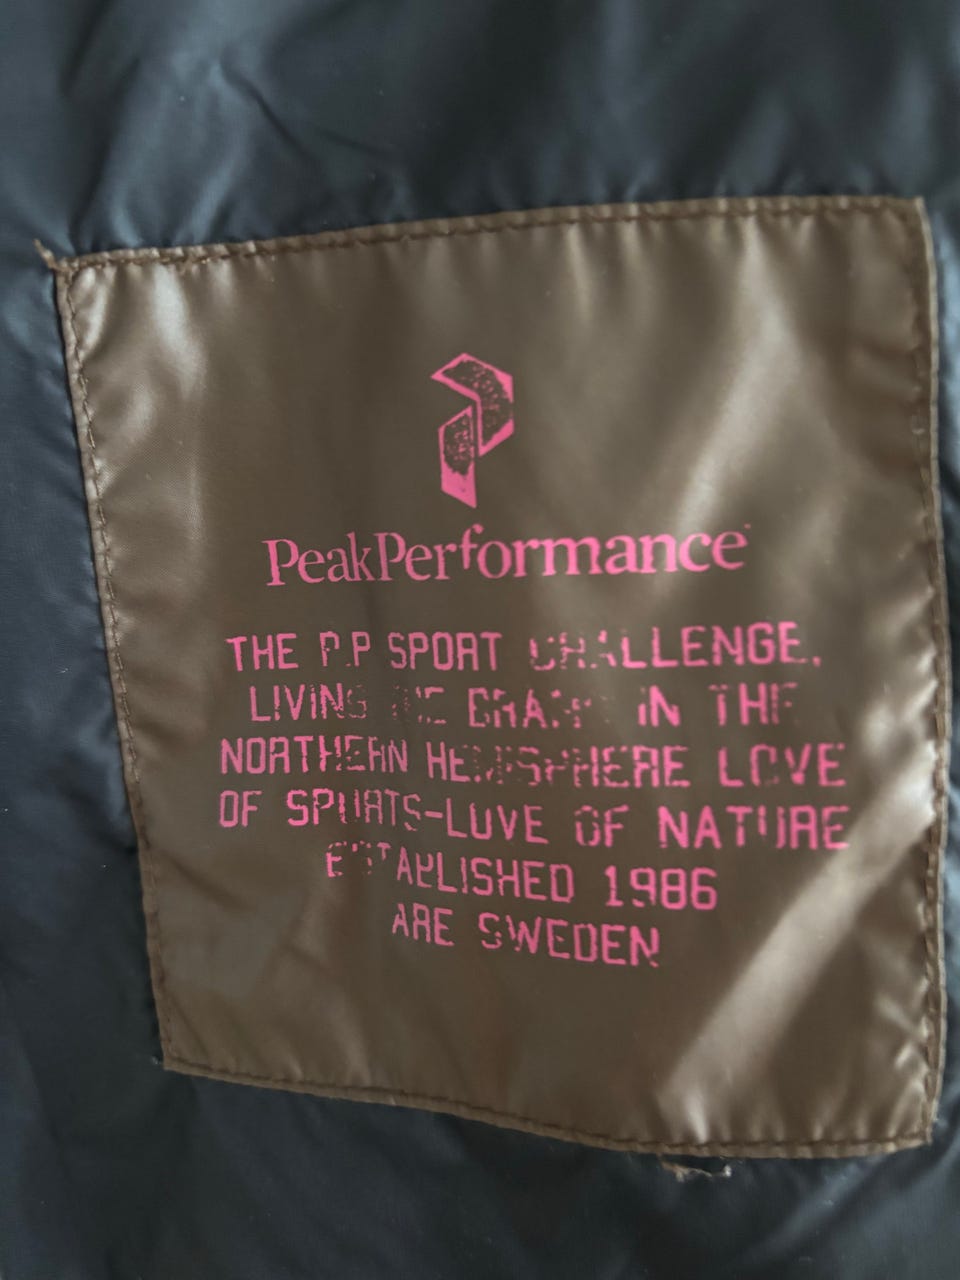 PeakPerformance
THE P.P SPORT CHALLENGE.
LIVING IN THE
NORTHERN HEMISPHERE LOVE
OF SPORTS-LOVE OF NATURE
ESTABLISHED 1986
ARE SWEDEN